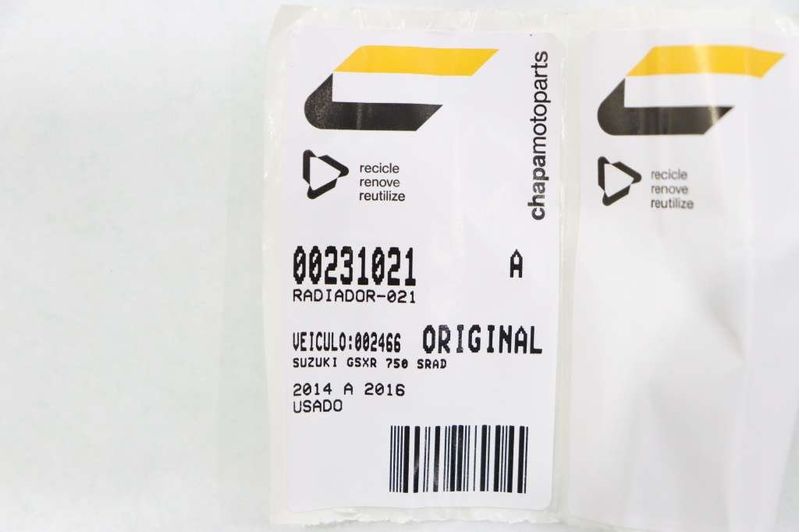 chapamotoparts
recicle
renove
reutilize
00231021 A
RADIADOR-021
VEICULO:002466 ORIGINAL
SUZUKI GSXR 750 SRAD
2014 A 2016
USADO
recicle
renove
reutilize